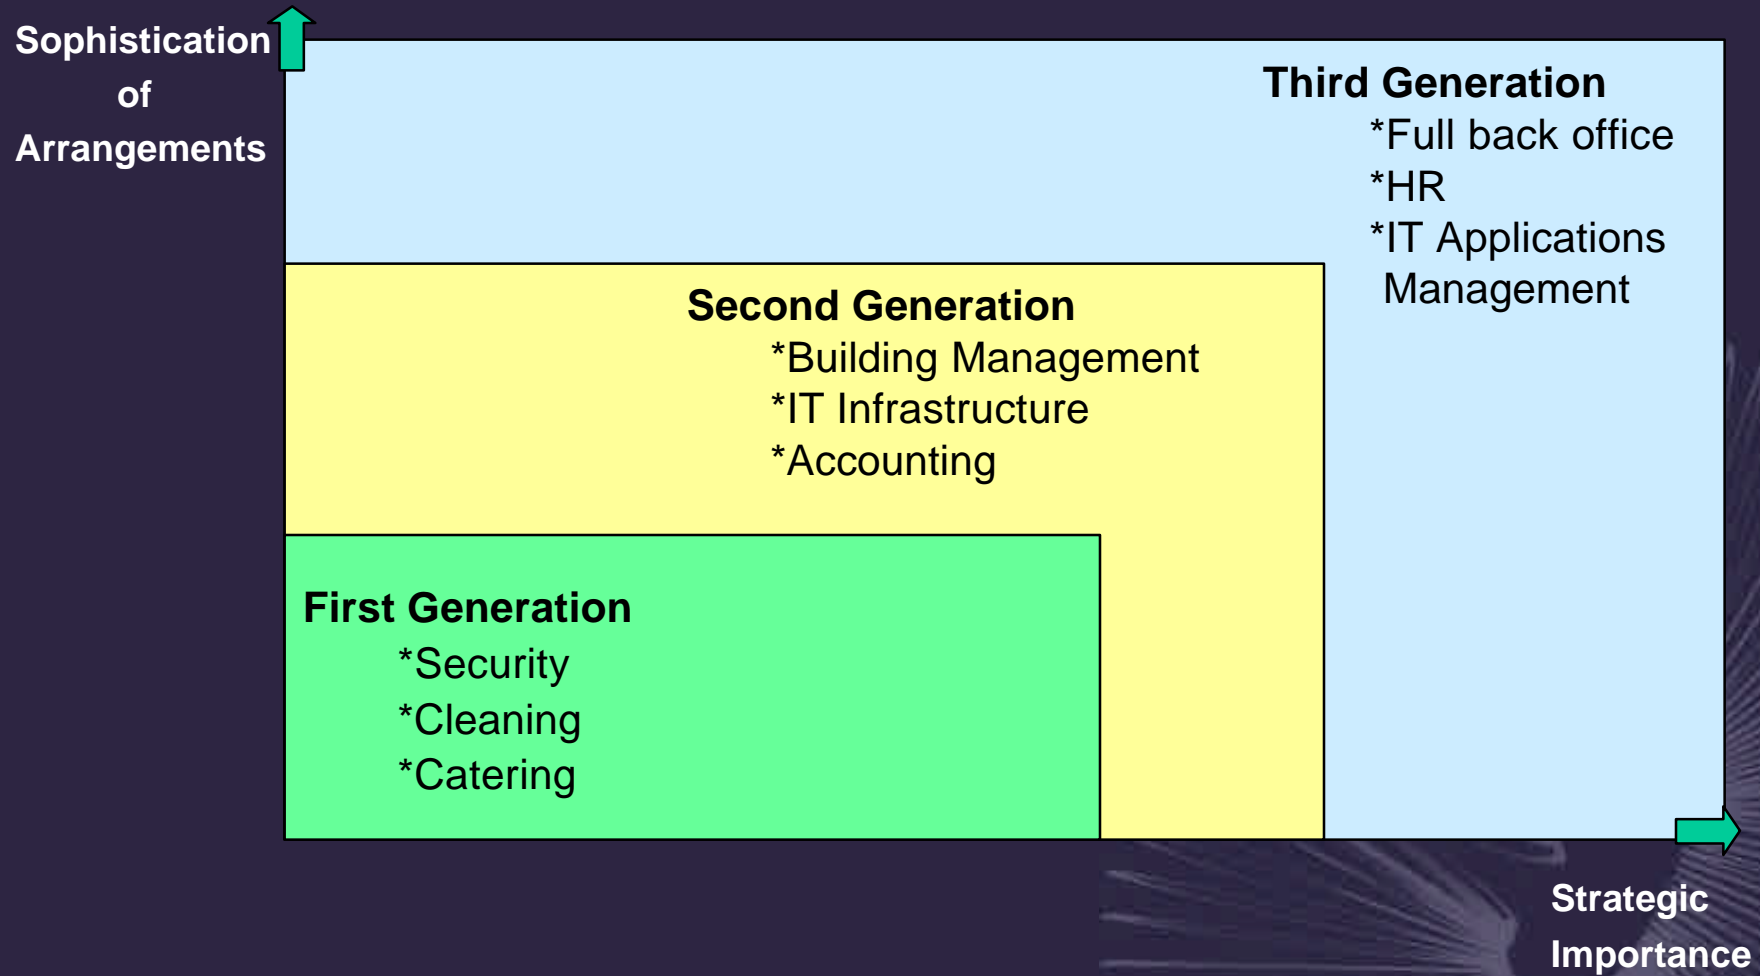 Sophistication
of
Arrangements
Third Generation
*Full back office
*HR
*IT Applications
Management
Second Generation
*Building Management
*IT Infrastructure
*Accounting
First Generation
*Security
*Cleaning
*Catering
Strategic
Importance